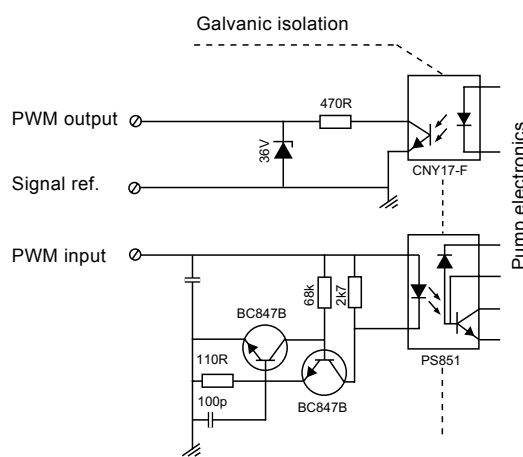 Galvanic isolation
470R
PWM output
36V
CNY17-F
Signal ref.
Pump electronics
PWM input
68k
2k7
BC847B
PS851
110R
BC847B
100p